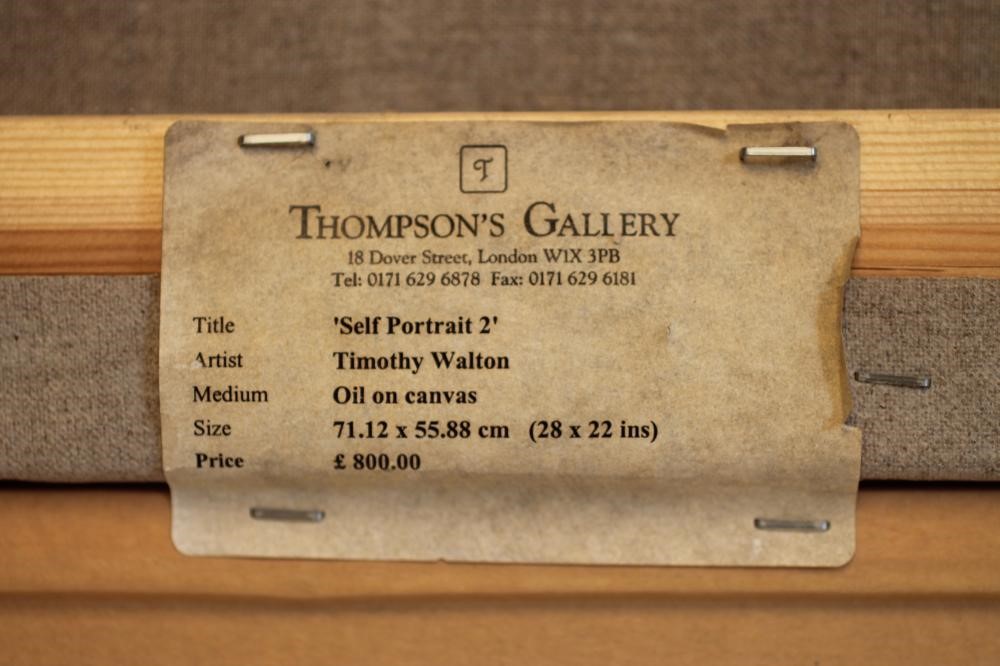 T
THOMPSON'S GALLERY
18 Dover Street, London W1X 3PB
Tel: 0171 629 6878 Fax: 0171 629 6181
Title 'Self Portrait 2'
Artist Timothy Walton
Medium Oil on canvas
Size 71.12 x 55.88 cm (28 x 22 ins)
Price £ 800.00